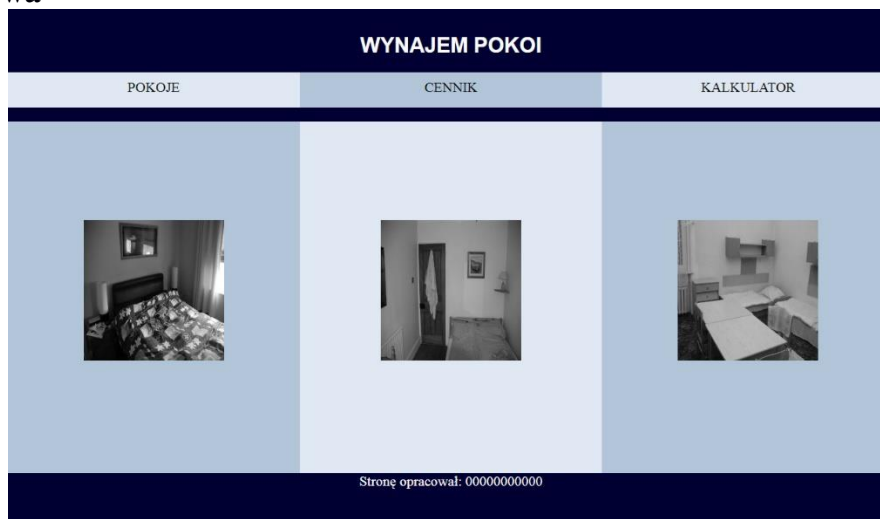 WYNAJEM POKOI
POKOJE
CENNIK
KALKULATOR
Stronę opracował: 00000000000